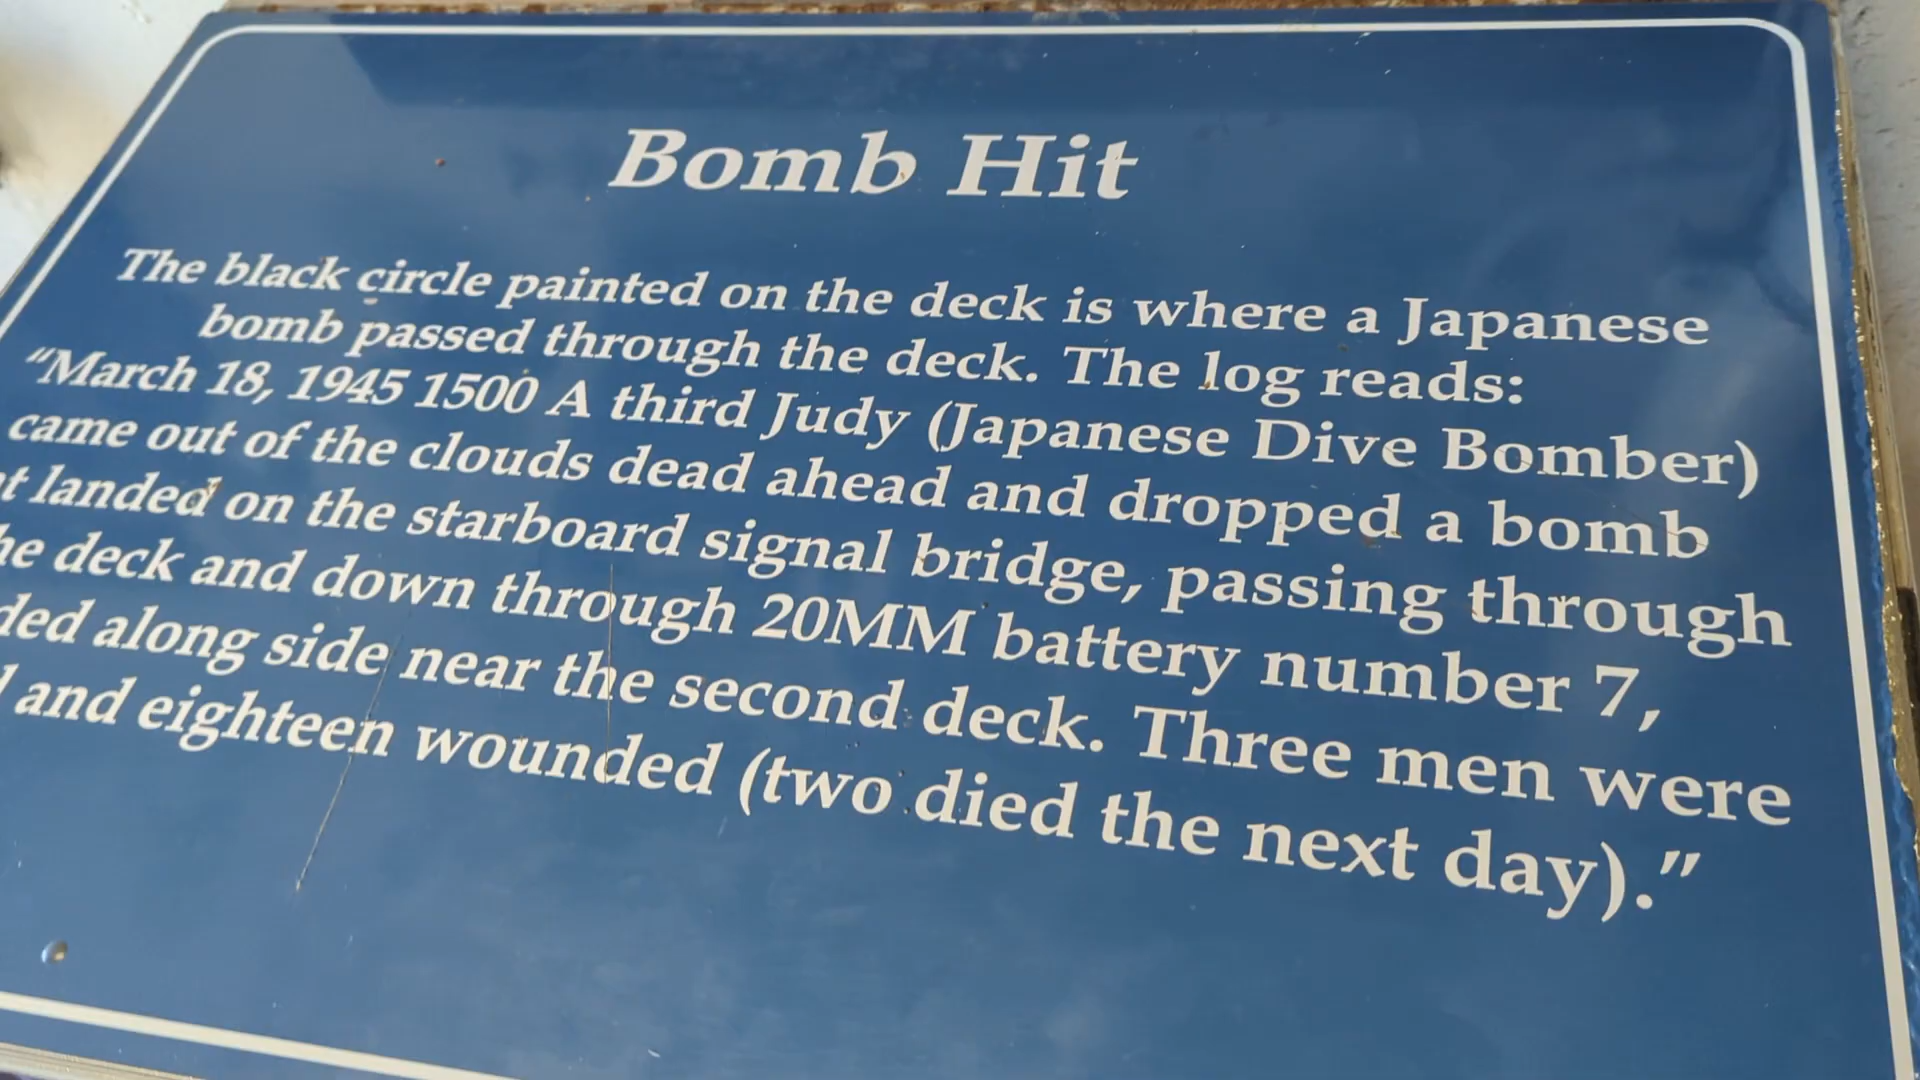 Bomb Hit
The black circle painted on the deck is where a Japanese
bomb passed through the deck. The log reads:
“March 18, 1945 1500 A third Judy (Japanese Dive Bomber)
came out of the clouds dead ahead and dropped a bomb
landed on the starboard signal bridge, passing through
deck and down through 20MM battery number 7,
along side near the second deck. Three men were
and eighteen wounded (two died the next day).”